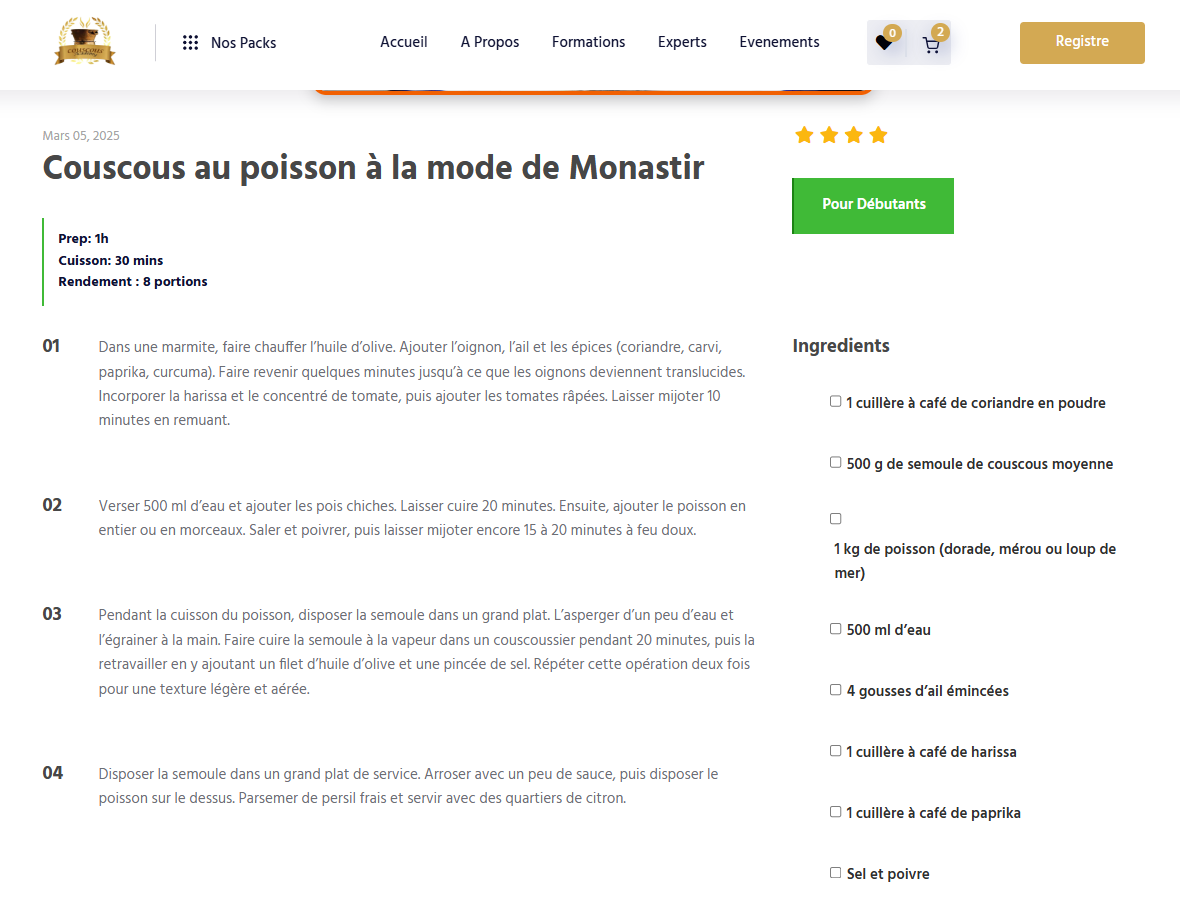 COUSCOUS
Nos Packs
Accueil
A Propos
Formations
Experts
Evenements
0
2
Registre
Mars 05, 2025
Couscous au poisson à la mode de Monastir
Pour Débutants
Prep: 1h
Cuisson: 30 mins
Rendement : 8 portions
01
Dans une marmite, faire chauffer l’huile d’olive. Ajouter l’oignon, l’ail et les épices (coriandre, carvi,
paprika, curcuma). Faire revenir quelques minutes jusqu’à ce que les oignons deviennent translucides.
Incorporer la harissa et le concentré de tomate, puis ajouter les tomates râpées. Laisser mijoter 10
minutes en remuant.
02
Verser 500 ml d’eau et ajouter les pois chiches. Laisser cuire 20 minutes. Ensuite, ajouter le poisson en
entier ou en morceaux. Saler et poivrer, puis laisser mijoter encore 15 à 20 minutes à feu doux.
03
Pendant la cuisson du poisson, disposer la semoule dans un grand plat. L’asperger d’un peu d’eau et
l’égrainer à la main. Faire cuire la semoule à la vapeur dans un couscoussier pendant 20 minutes, puis la
retravailler en y ajoutant un filet d’huile d’olive et une pincée de sel. Répéter cette opération deux fois
pour une texture légère et aérée.
04
Disposer la semoule dans un grand plat de service. Arroser avec un peu de sauce, puis disposer le
poisson sur le dessus. Parsemer de persil frais et servir avec des quartiers de citron.
Ingredients
1 cuillère à café de coriandre en poudre
500 g de semoule de couscous moyenne
1 kg de poisson (dorade, mérou ou loup de
mer)
500 ml d’eau
4 gousses d’ail émincées
1 cuillère à café de harissa
1 cuillère à café de paprika
Sel et poivre